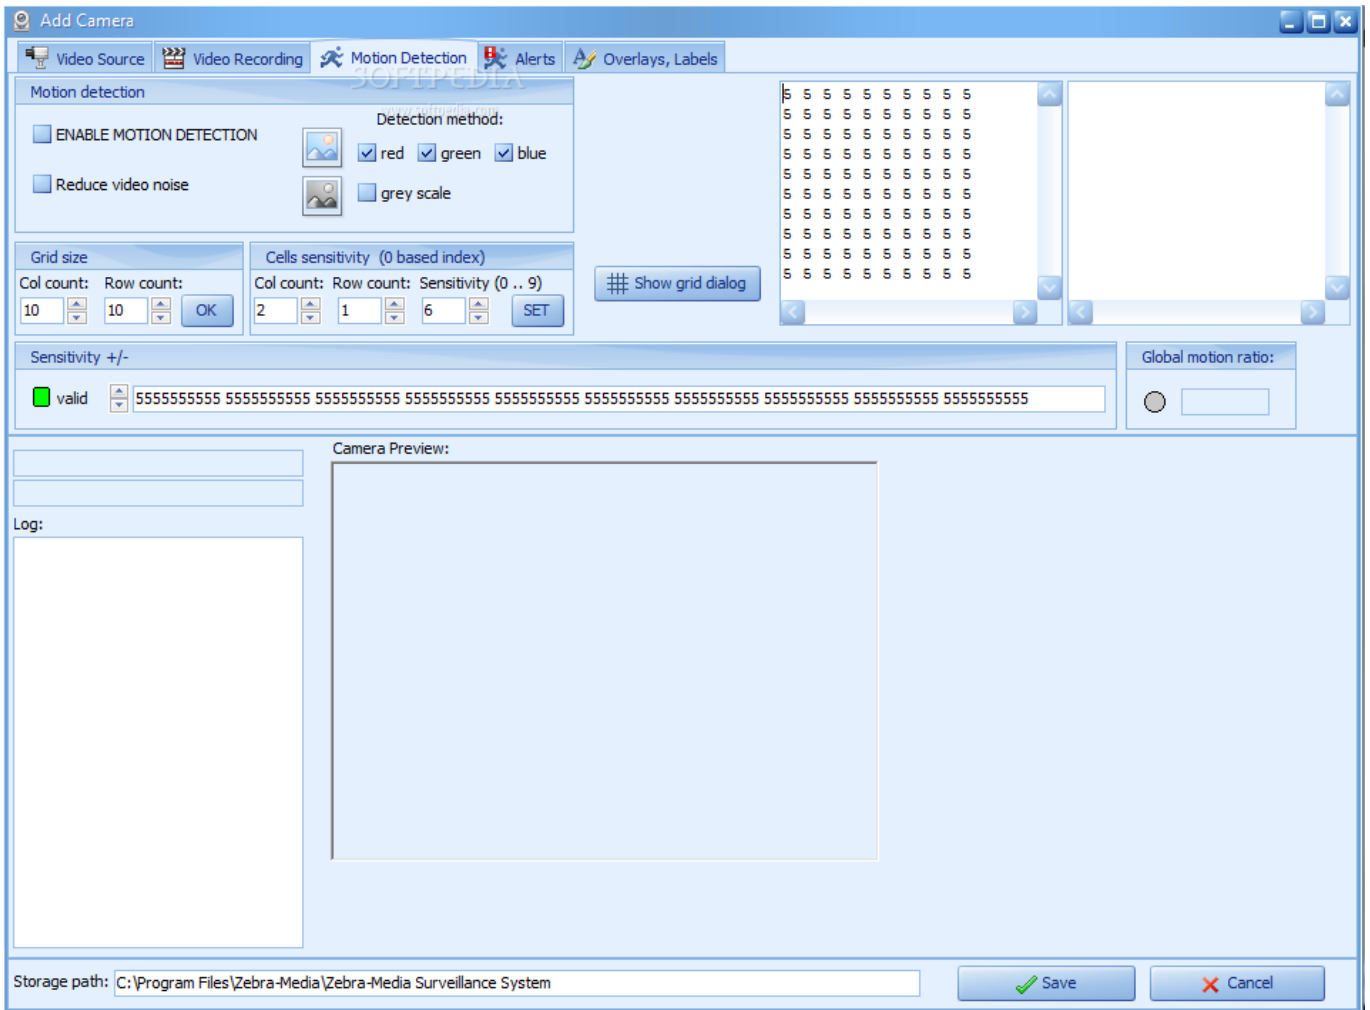 Add Camera
Video Source Video Recording Motion Detection Alerts Overlays, Labels
SOFTPEDIA
www.softpedia.com
Motion detection
Detection method:
ENABLE MOTION DETECTION
red green blue
Reduce video noise
grey scale
5 5 5 5 5 5 5 5 5 5
5 5 5 5 5 5 5 5 5 5
5 5 5 5 5 5 5 5 5 5
5 5 5 5 5 5 5 5 5 5
5 5 5 5 5 5 5 5 5 5
5 5 5 5 5 5 5 5 5 5
5 5 5 5 5 5 5 5 5 5
5 5 5 5 5 5 5 5 5 5
5 5 5 5 5 5 5 5 5 5
5 5 5 5 5 5 5 5 5 5
Grid size
Col count: Row count:
10 10 OK
Cells sensitivity (0 based index)
Col count: Row count: Sensitivity (0 .. 9)
2 1 6 SET
Show grid dialog
Sensitivity +/-
valid 5555555555 5555555555 5555555555 5555555555 5555555555 5555555555 5555555555 5555555555 5555555555 5555555555
Global motion ratio:
Camera Preview:
Log:
Storage path: C:\Program Files\Zebra-Media\Zebra-Media Surveillance System
Save Cancel